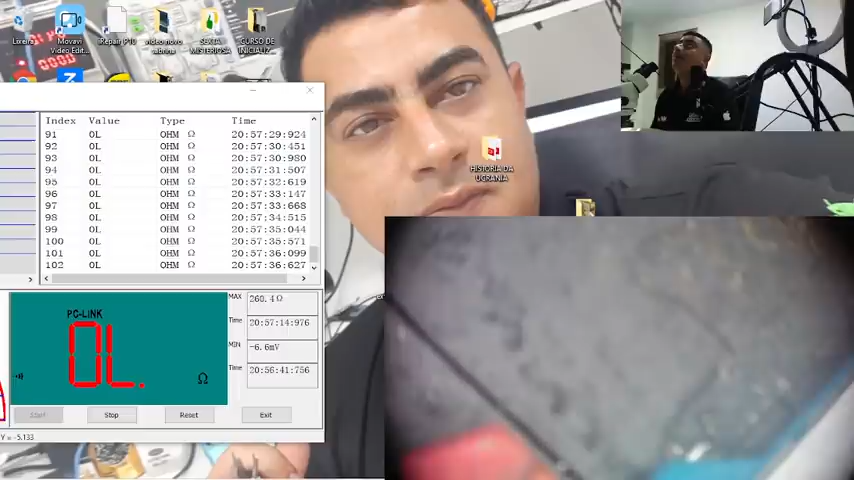 Lixeira
Movavi
Video Edit...
iRepair P10
video novo
SEXTA
MISTERIOSA
CURSO DE
INICIALIZ...
HISTORIA DA
UCRANIA
Index Value Type Time
91 OL OHM Ω 20:57:29:924
92 OL OHM Ω 20:57:30:451
93 OL OHM Ω 20:57:30:980
94 OL OHM Ω 20:57:31:507
95 OL OHM Ω 20:57:32:619
96 OL OHM Ω 20:57:33:147
97 OL OHM Ω 20:57:33:668
98 OL OHM Ω 20:57:34:515
99 OL OHM Ω 20:57:35:044
100 OL OHM Ω 20:57:35:571
101 OL OHM Ω 20:57:36:099
102 OL OHM Ω 20:57:36:627
PC-LINK
OL.
Ω
MAX 260.4Ω
Time 20:57:14:976
MIN -6.6mV
Time 20:56:41:756
Start Stop Reset Exit
Y = -5.133